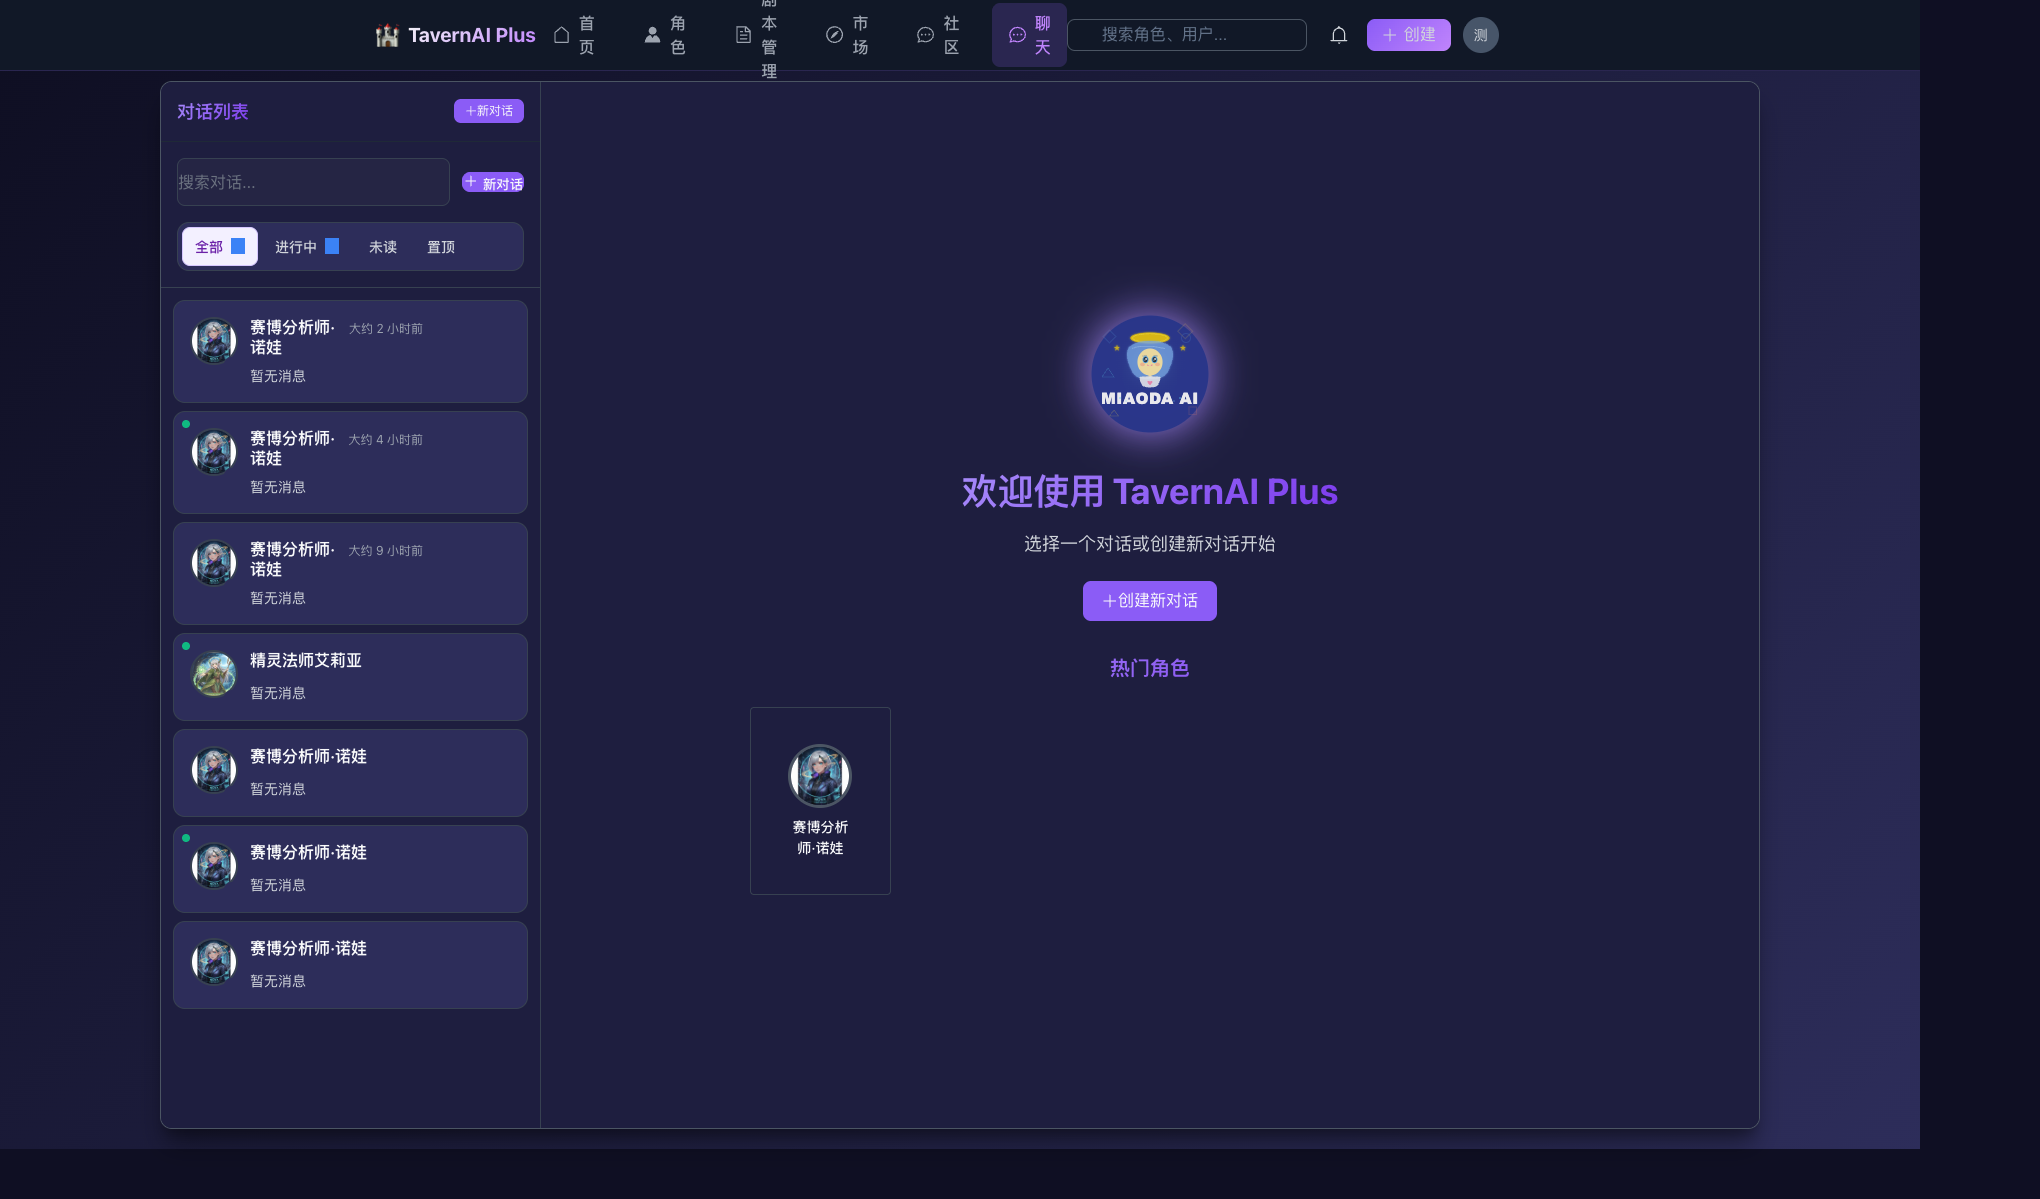 TavernAI Plus
首页
角色
剧本管理
市场
社区
聊天
搜索角色、用户...
创建
测
对话列表
+新对话
搜索对话...
+ 新对话
全部
进行中
未读
置顶
赛博分析师·
诺娃
大约 2 小时前
暂无消息
赛博分析师·
诺娃
大约 4 小时前
暂无消息
赛博分析师·
诺娃
大约 9 小时前
暂无消息
精灵法师艾莉亚
暂无消息
赛博分析师·诺娃
暂无消息
赛博分析师·诺娃
暂无消息
赛博分析师·诺娃
暂无消息
MIAODA AI
欢迎使用 TavernAI Plus
选择一个对话或创建新对话开始
+创建新对话
热门角色
赛博分析
师·诺娃